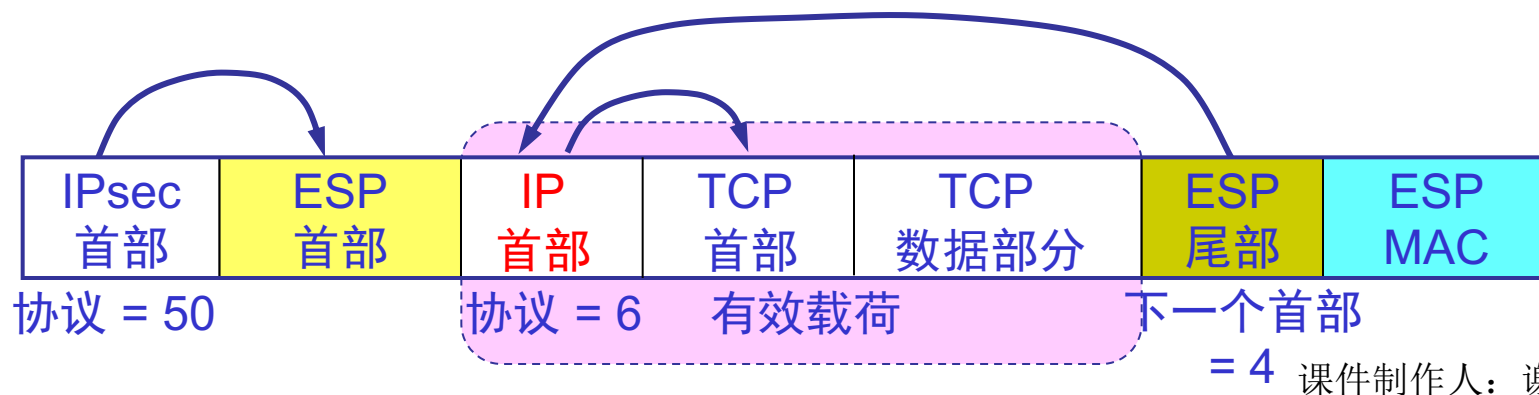 IPsec
首部
ESP
首部
IP
首部
TCP
首部
TCP
数据部分
ESP
尾部
ESP
MAC
协议 = 50
协议 = 6
有效载荷
下一个首部
= 4
课件制作人：谢